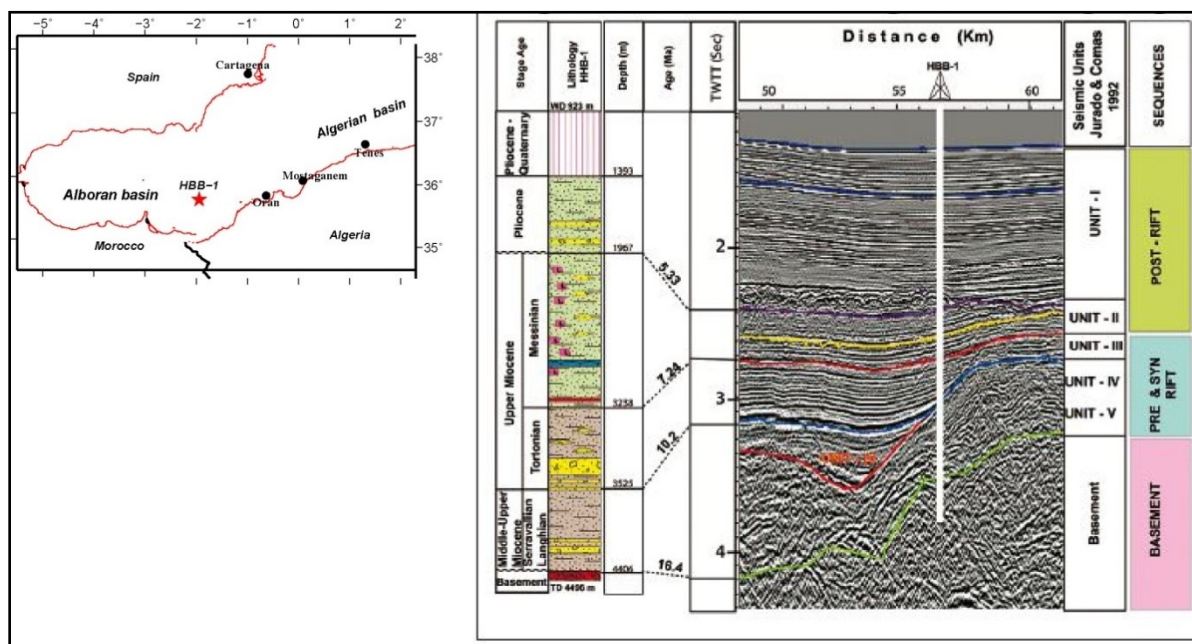 −5° −4° −3° −2° −1° 0° 1° 2°
38°
Cartagena
Spain
37°
Algerian basin
Tenes
Mostaganem
36°
Alboran basin
HBB−1
Oran
Algeria
Morocco
35°
Stage Age
Lithology
HHB-1
Depth (m)
Age (Ma)
TWTT (Sec)
Distance (Km)
HBB-1
50 55 60
Seismic Units
Jurado & Comas
1992
SEQUENCES
WD 923 m
Pliocene -
Quaternary
1393
Pliocene
1967
Upper Miocene
Messinian
3238
Tortonian
3525
Middle-Upper
Miocene
Serravallian
Langhian
4406
Basement
TD 4496 m
5.33
7.24
10.2
16.4
2
3
4
UNIT - I
UNIT - II
UNIT - III
UNIT - IV
UNIT - V
Basement
POST - RIFT
PRE & SYN
RIFT
BASEMENT